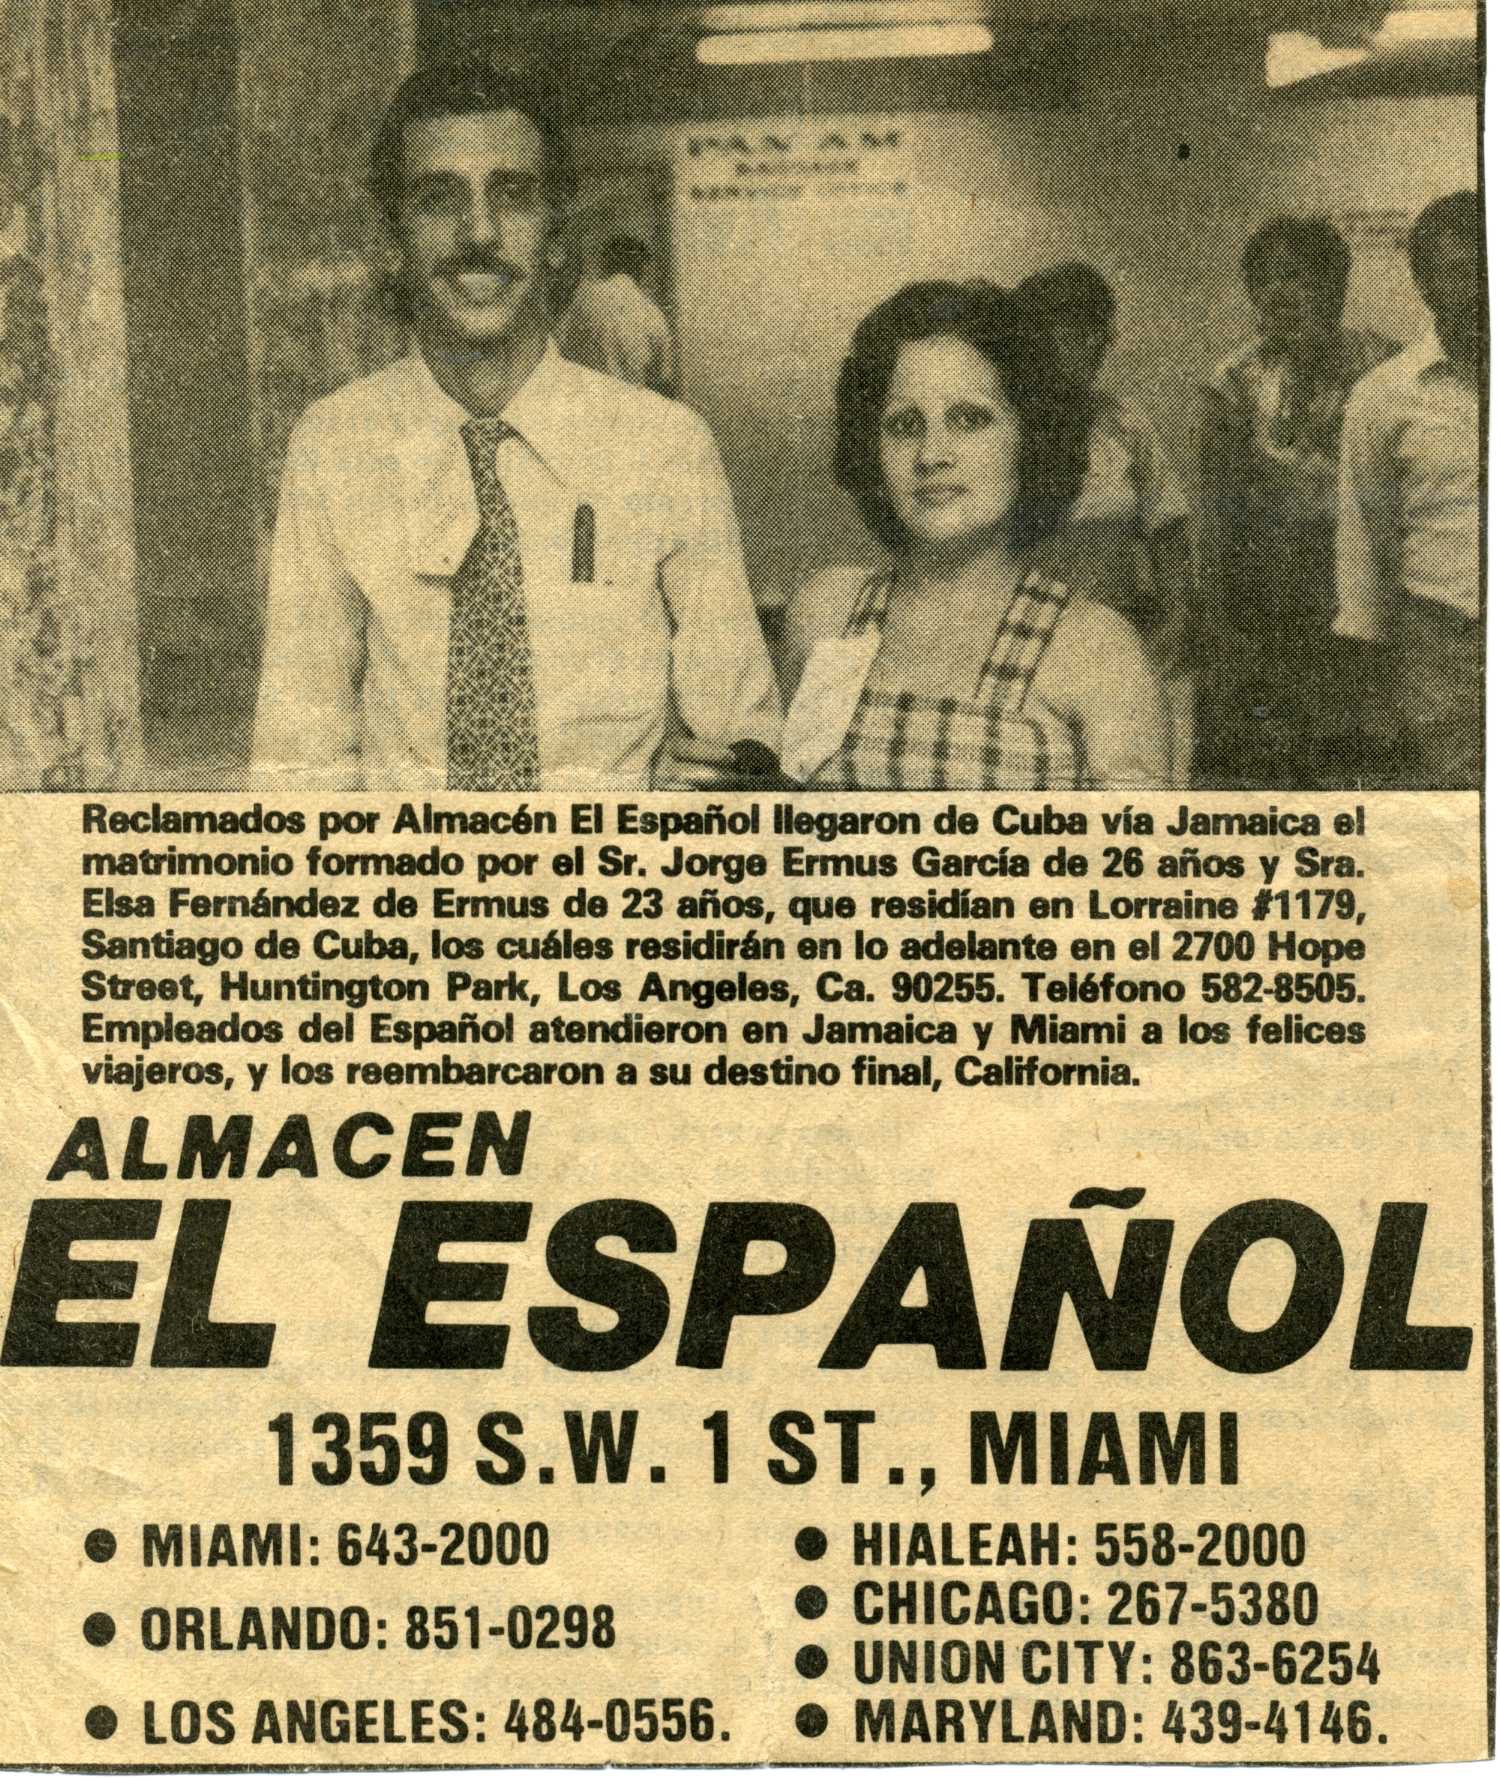 PAN AM
BAGGAGE
SERVICE OFFICE
Reclamados por Almacén El Español llegaron de Cuba vía Jamaica el
matrimonio formado por el Sr. Jorge Ermus García de 26 años y Sra.
Elsa Fernández de Ermus de 23 años, que residían en Lorraine #1179,
Santiago de Cuba, los cuáles residirán en lo adelante en el 2700 Hope
Street, Huntington Park, Los Angeles, Ca. 90255. Teléfono 582-8505.
Empleados del Español atendieron en Jamaica y Miami a los felices
viajeros, y los reembarcaron a su destino final, California.
ALMACEN
EL ESPAÑOL
1359 S.W. 1 ST., MIAMI
● MIAMI: 643-2000
● ORLANDO: 851-0298
● LOS ANGELES: 484-0556.
● HIALEAH: 558-2000
● CHICAGO: 267-5380
● UNION CITY: 863-6254
● MARYLAND: 439-4146.